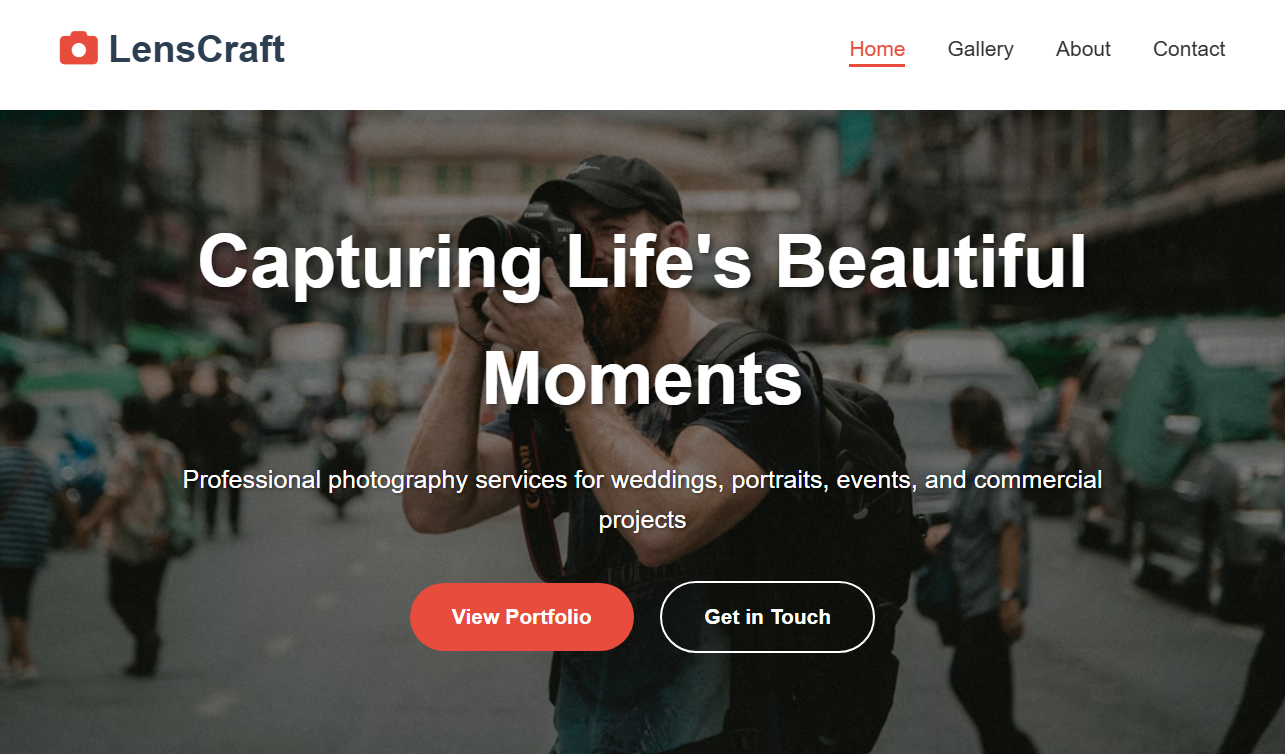 LensCraft
Home Gallery About Contact
Capturing Life's Beautiful
Moments
Professional photography services for weddings, portraits, events, and commercial
projects
View Portfolio Get in Touch
Canon